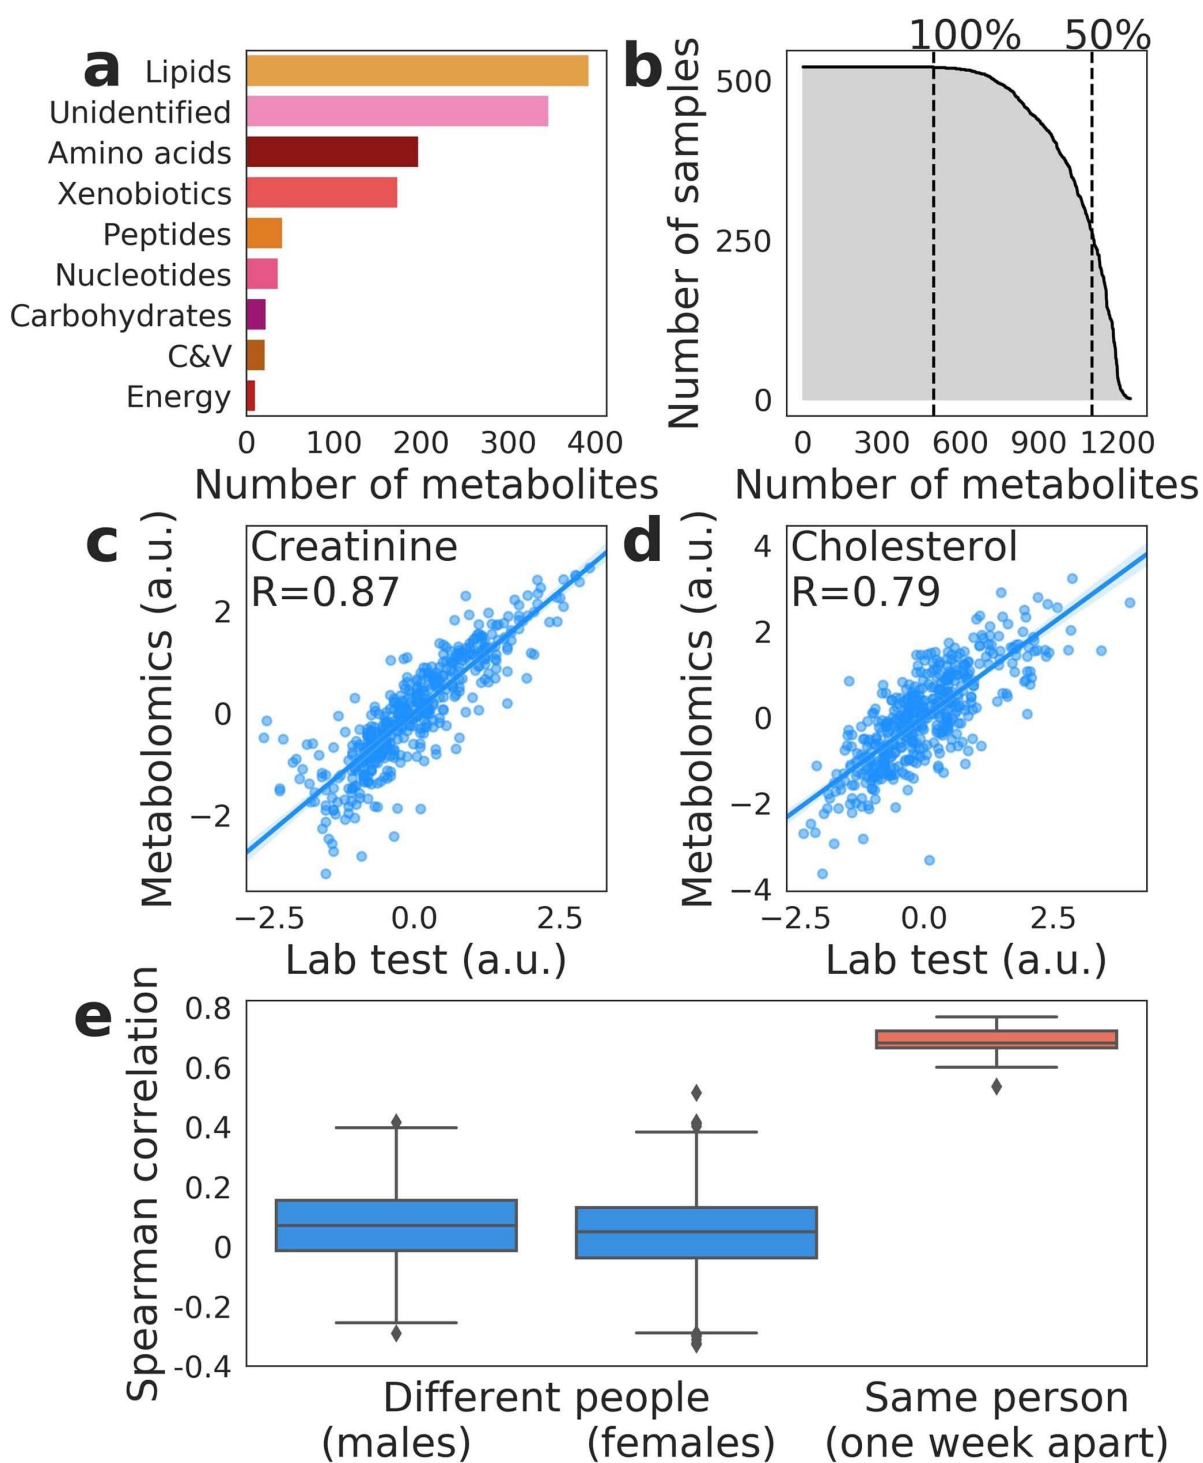 a
Lipids
Unidentified
Amino acids
Xenobiotics
Peptides
Nucleotides
Carbohydrates
C&V
Energy
0 100 200 300 400
Number of metabolites
b
100% 50%
Number of samples
500
250
0
0 300 600 900 1200
Number of metabolites
c
Creatinine
R=0.87
Metabolomics (a.u.)
2
0
−2
−2.5 0.0 2.5
Lab test (a.u.)
d
Cholesterol
R=0.79
Metabolomics (a.u.)
4
2
0
−2
−4
−2.5 0.0 2.5
Lab test (a.u.)
e
Spearman correlation
0.8
0.6
0.4
0.2
0
-0.2
-0.4
Different people
(males) (females)
Same person
(one week apart)